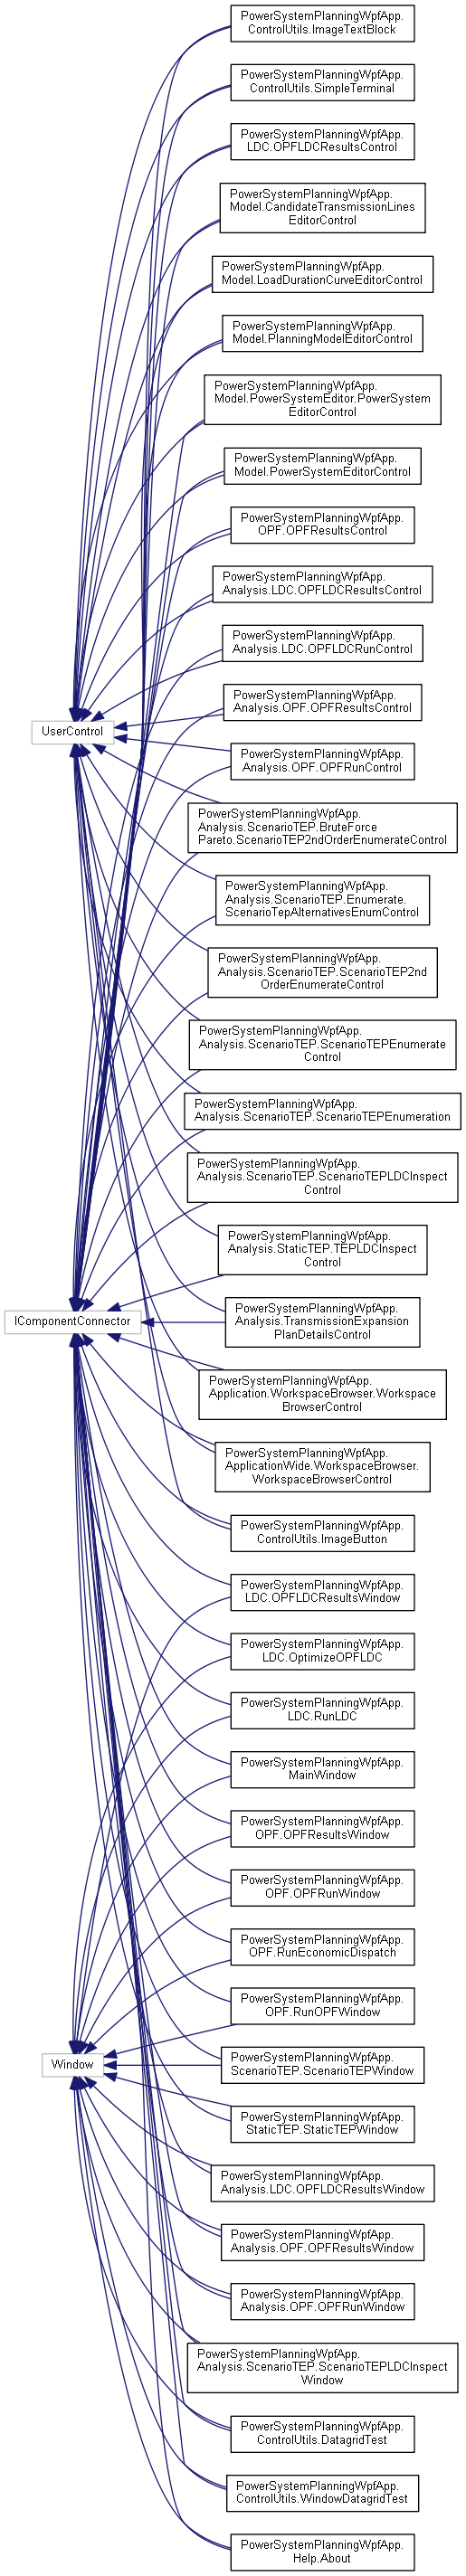 PowerSystemPlanningWpfApp.
ControlUtils.ImageTextBlock
PowerSystemPlanningWpfApp.
ControlUtils.SimpleTerminal
PowerSystemPlanningWpfApp.
LDC.OPFLDCResultsControl
PowerSystemPlanningWpfApp.
Model.CandidateTransmissionLines
EditorControl
PowerSystemPlanningWpfApp.
Model.LoadDurationCurveEditorControl
PowerSystemPlanningWpfApp.
Model.PlanningModelEditorControl
PowerSystemPlanningWpfApp.
Model.PowerSystemEditor.PowerSystem
EditorControl
PowerSystemPlanningWpfApp.
Model.PowerSystemEditorControl
PowerSystemPlanningWpfApp.
OPF.OPFResultsControl
PowerSystemPlanningWpfApp.
Analysis.LDC.OPFLDCResultsControl
PowerSystemPlanningWpfApp.
Analysis.LDC.OPFLDCRunControl
PowerSystemPlanningWpfApp.
Analysis.OPF.OPFResultsControl
UserControl
PowerSystemPlanningWpfApp.
Analysis.OPF.OPFRunControl
PowerSystemPlanningWpfApp.
Analysis.ScenarioTEP.BruteForce
Pareto.ScenarioTEP2ndOrderEnumerateControl
PowerSystemPlanningWpfApp.
Analysis.ScenarioTEP.Enumerate.
ScenarioTepAlternativesEnumControl
PowerSystemPlanningWpfApp.
Analysis.ScenarioTEP.ScenarioTEP2nd
OrderEnumerateControl
PowerSystemPlanningWpfApp.
Analysis.ScenarioTEP.ScenarioTEPEnumerate
Control
PowerSystemPlanningWpfApp.
Analysis.ScenarioTEP.ScenarioTEPEnumeration
PowerSystemPlanningWpfApp.
Analysis.ScenarioTEP.ScenarioTEPLDCInspect
Control
PowerSystemPlanningWpfApp.
Analysis.StaticTEP.TEPLDCInspect
Control
IComponentConnector
PowerSystemPlanningWpfApp.
Analysis.TransmissionExpansion
PlanDetailsControl
PowerSystemPlanningWpfApp.
Application.WorkspaceBrowser.Workspace
BrowserControl
PowerSystemPlanningWpfApp.
ApplicationWide.WorkspaceBrowser.
WorkspaceBrowserControl
PowerSystemPlanningWpfApp.
ControlUtils.ImageButton
PowerSystemPlanningWpfApp.
LDC.OPFLDCResultsWindow
PowerSystemPlanningWpfApp.
LDC.OptimizeOPFLDC
PowerSystemPlanningWpfApp.
LDC.RunLDC
PowerSystemPlanningWpfApp.
MainWindow
PowerSystemPlanningWpfApp.
OPF.OPFResultsWindow
PowerSystemPlanningWpfApp.
OPF.OPFRunWindow
PowerSystemPlanningWpfApp.
OPF.RunEconomicDispatch
PowerSystemPlanningWpfApp.
OPF.RunOPFWindow
Window
PowerSystemPlanningWpfApp.
ScenarioTEP.ScenarioTEPWindow
PowerSystemPlanningWpfApp.
StaticTEP.StaticTEPWindow
PowerSystemPlanningWpfApp.
Analysis.LDC.OPFLDCResultsWindow
PowerSystemPlanningWpfApp.
Analysis.OPF.OPFResultsWindow
PowerSystemPlanningWpfApp.
Analysis.OPF.OPFRunWindow
PowerSystemPlanningWpfApp.
Analysis.ScenarioTEP.ScenarioTEPLDCInspect
Window
PowerSystemPlanningWpfApp.
ControlUtils.DatagridTest
PowerSystemPlanningWpfApp.
ControlUtils.WindowDatagridTest
PowerSystemPlanningWpfApp.
Help.About